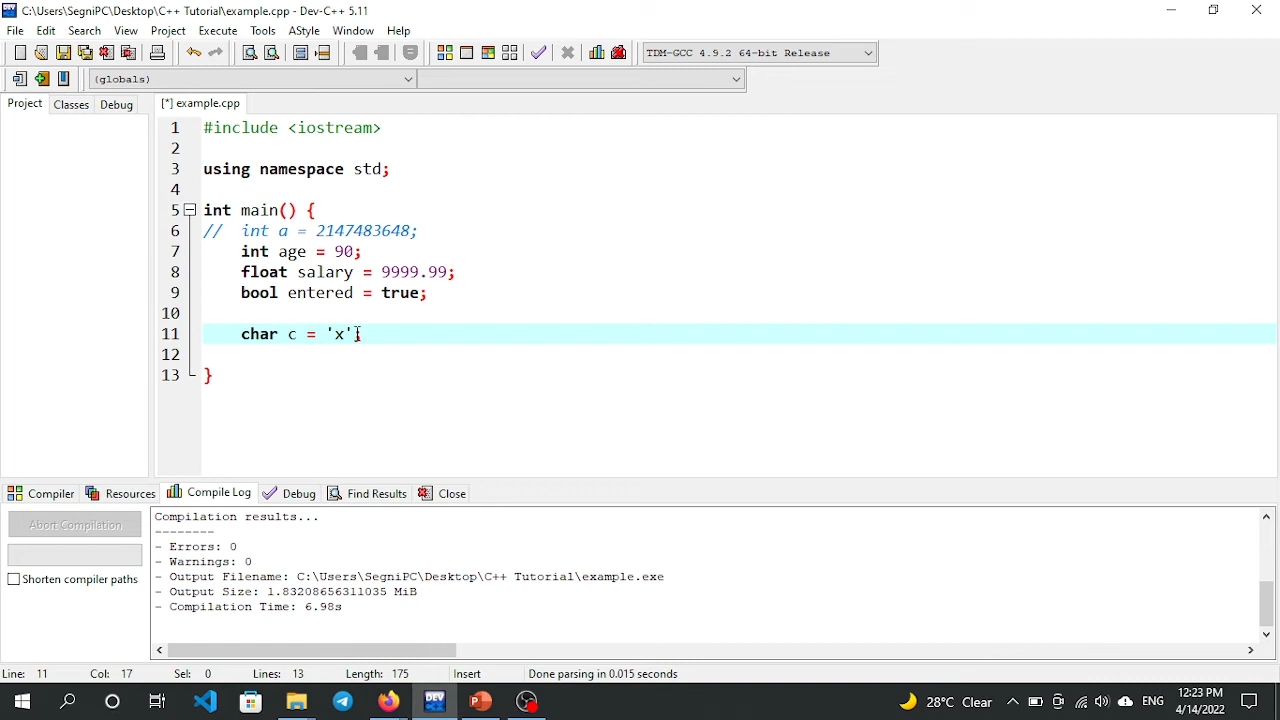 C:\Users\SegniPC\Desktop\C++ Tutorial\example.cpp - Dev-C++ 5.11
File Edit Search View Project Execute Tools AStyle Window Help
TDM-GCC 4.9.2 64-bit Release
(globals)
Project Classes Debug [*] example.cpp
1 #include <iostream>
2
3 using namespace std;
4
5 int main() {
6 // int a = 2147483648;
7 int age = 90;
8 float salary = 9999.99;
9 bool entered = true;
10
11 char c = 'x';
12
13 }
Compiler Resources Compile Log Debug Find Results Close
Abort Compilation
Shorten compiler paths
Compilation results...
--------
- Errors: 0
- Warnings: 0
- Output Filename: C:\Users\SegniPC\Desktop\C++ Tutorial\example.exe
- Output Size: 1.83208656311035 MiB
- Compilation Time: 6.98s
Line: 11 Col: 17 Sel: 0 Lines: 13 Length: 175 Insert Done parsing in 0.015 seconds
DEV
28°C Clear ENG 12:23 PM
4/14/2022